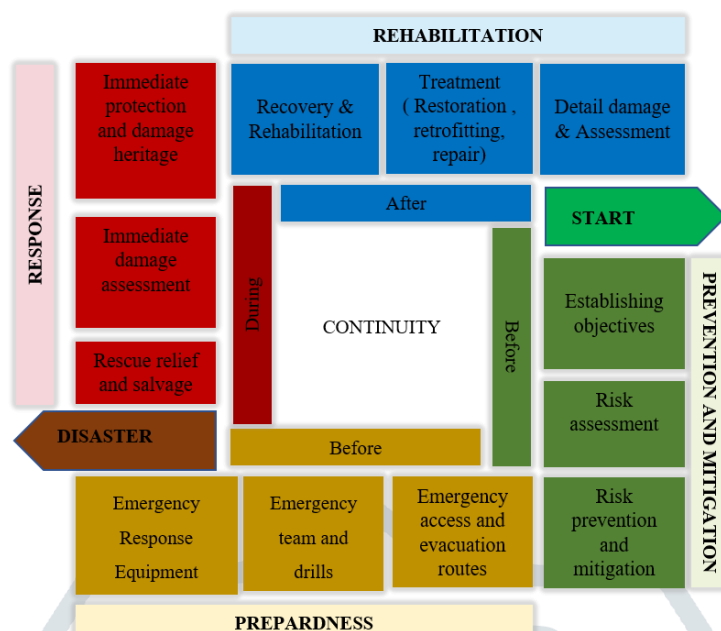 REHABILITATION
Immediate
protection
and damage
heritage
Recovery &
Rehabilitation
Treatment
( Restoration ,
retrofitting,
repair)
Detail damage
& Assessment
RESPONSE
After
START
Immediate
damage
assessment
During
CONTINUITY
Before
Establishing
objectives
PREVENTION AND MITIGATION
Rescue relief
and salvage
Risk
assessment
DISASTER
Before
Emergency
Response
Equipment
Emergency
team and
drills
Emergency
access and
evacuation
routes
Risk
prevention
and
mitigation
PREPARDNESS